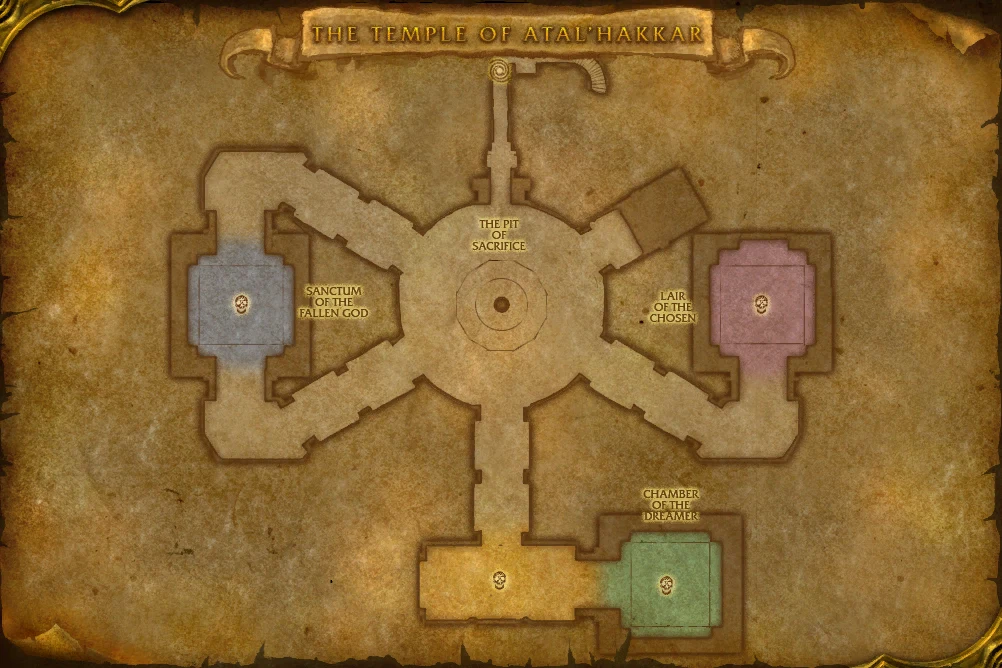 THE TEMPLE OF ATAL'HAKKAR
THE PIT
OF
SACRIFICE
SANCTUM
OF THE
FALLEN GOD
LAIR
OF THE
CHOSEN
CHAMBER
OF THE
DREAMER